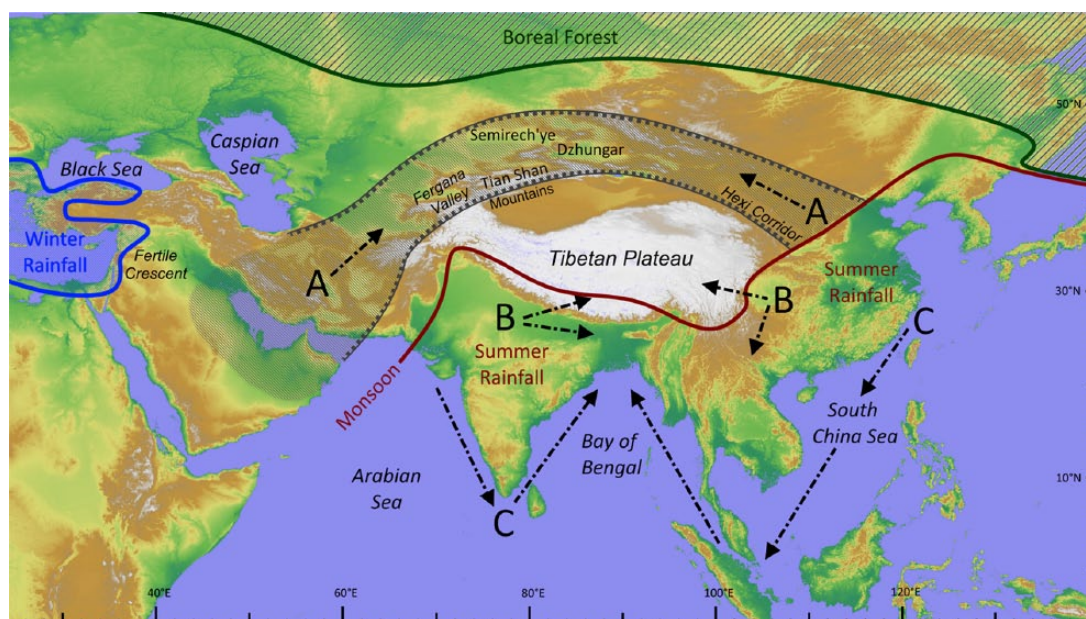 Boreal Forest
50°N
Black Sea
Caspian
Sea
Semirech'ye
Dzhungar
Fergana
Valley
Tian Shan
Mountains
Hexi Corridor
A
Winter
Rainfall
Fertile
Crescent
A
Tibetan Plateau
Summer
Rainfall
30°N
B
B
C
Summer
Rainfall
Monsoon
South
China Sea
Bay of
Bengal
Arabian
Sea
C
10°N
40°E
60°E
80°E
100°E
120°E